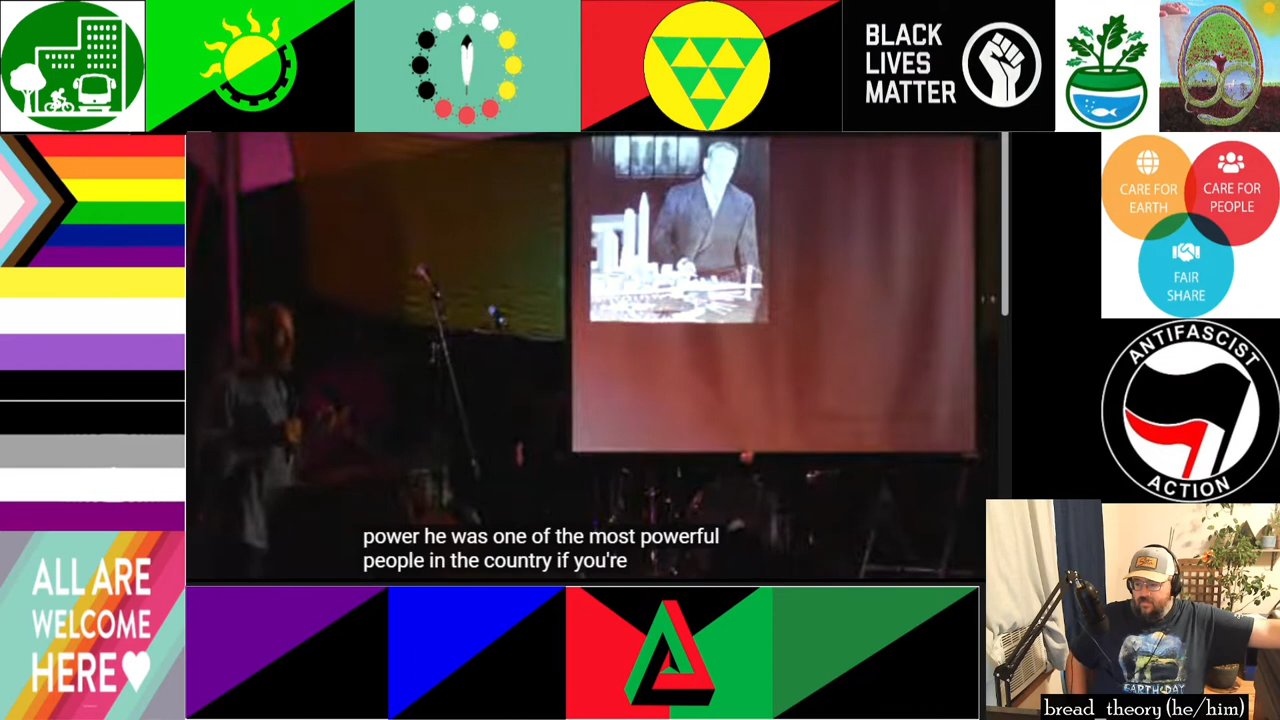 BLACK
LIVES
MATTER
CARE FOR
EARTH
CARE FOR
PEOPLE
FAIR
SHARE
ANTIFASCIST
ACTION
power he was one of the most powerful
people in the country if you're
ALL ARE
WELCOME
HERE
EARTH DAY
bread_theory (he/him)